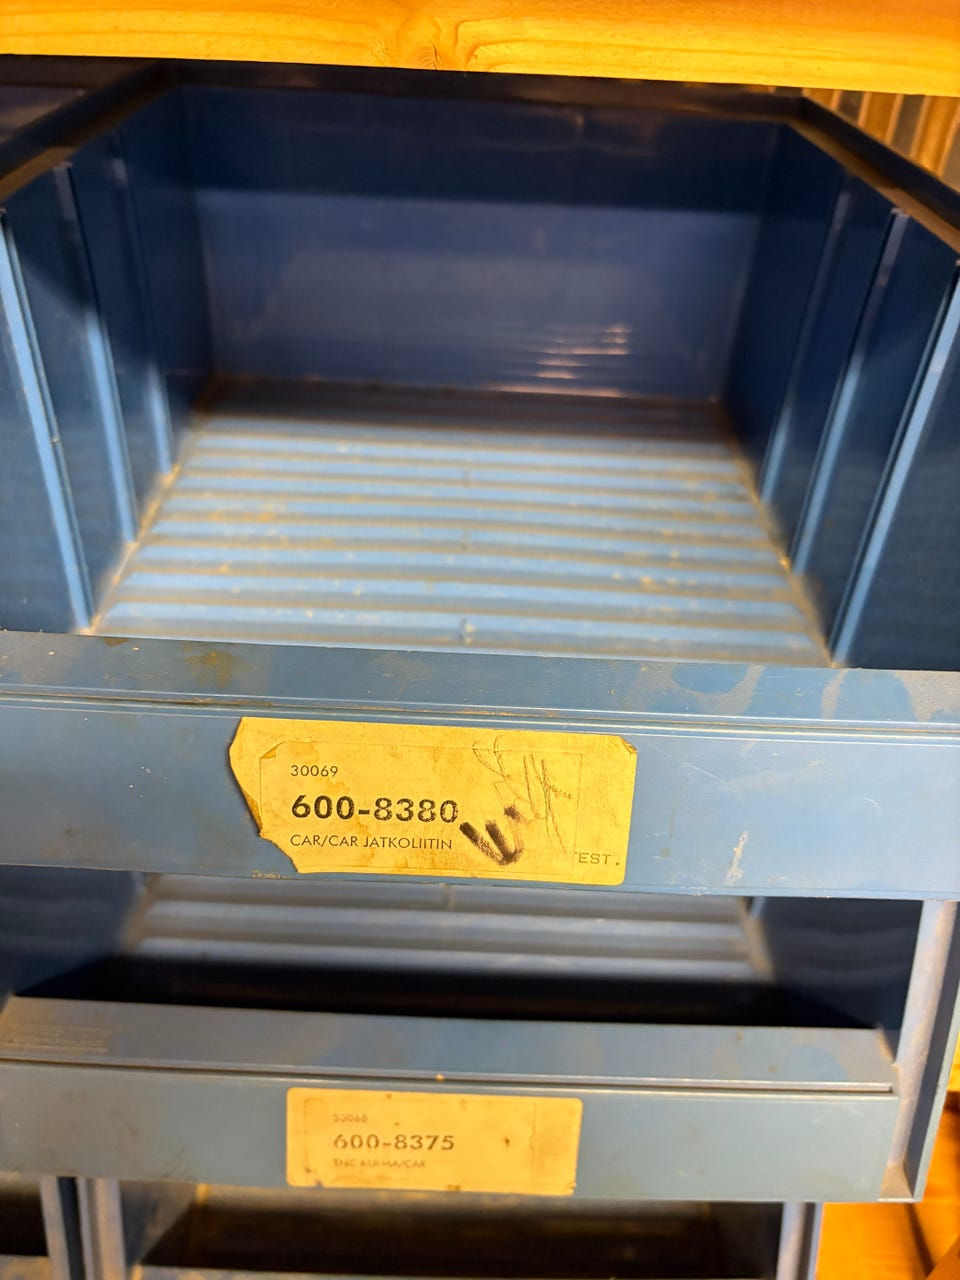 30069
600-8380
CAR/CAR JATKOLIITIN
EST.
30068
600-8375
TNC KULMA/CAR